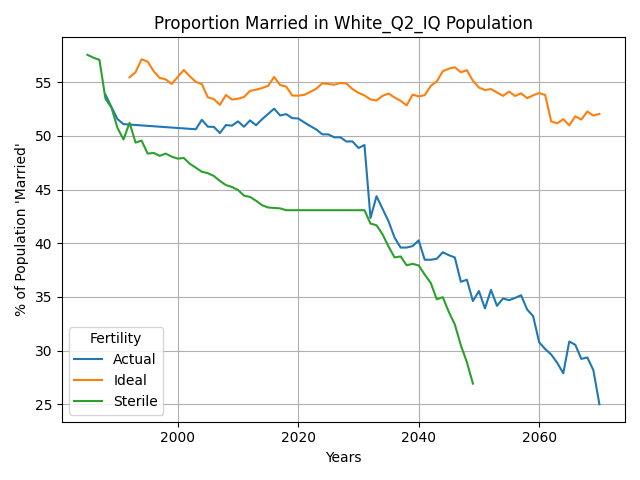 Proportion Married in White_Q2_IQ Population
% of Population 'Married'
55
50
45
40
35
30
25
Fertility
Actual
Ideal
Sterile
2000 2020 2040 2060
Years